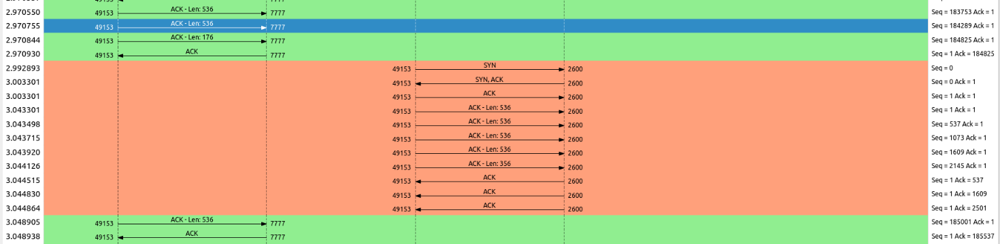 2.970550 49153 ACK - Len: 536 7777 Seq = 183753 Ack = 1
2.970755 49153 ACK - Len: 536 7777 Seq = 184289 Ack = 1
2.970844 49153 ACK - Len: 176 7777 Seq = 184825 Ack = 1
2.970930 49153 ACK 7777 Seq = 1 Ack = 184825
2.992893 49153 SYN 2600 Seq = 0
3.003301 49153 SYN, ACK 2600 Seq = 0 Ack = 1
3.003301 49153 ACK 2600 Seq = 1 Ack = 1
3.043301 49153 ACK - Len: 536 2600 Seq = 1 Ack = 1
3.043498 49153 ACK - Len: 536 2600 Seq = 537 Ack = 1
3.043715 49153 ACK - Len: 536 2600 Seq = 1073 Ack = 1
3.043920 49153 ACK - Len: 536 2600 Seq = 1609 Ack = 1
3.044126 49153 ACK - Len: 356 2600 Seq = 2145 Ack = 1
3.044515 49153 ACK 2600 Seq = 1 Ack = 537
3.044830 49153 ACK 2600 Seq = 1 Ack = 1609
3.044864 49153 ACK 2600 Seq = 1 Ack = 2501
3.048905 49153 ACK - Len: 536 7777 Seq = 185001 Ack = 1
3.048938 49153 ACK 7777 Seq = 1 Ack = 185537